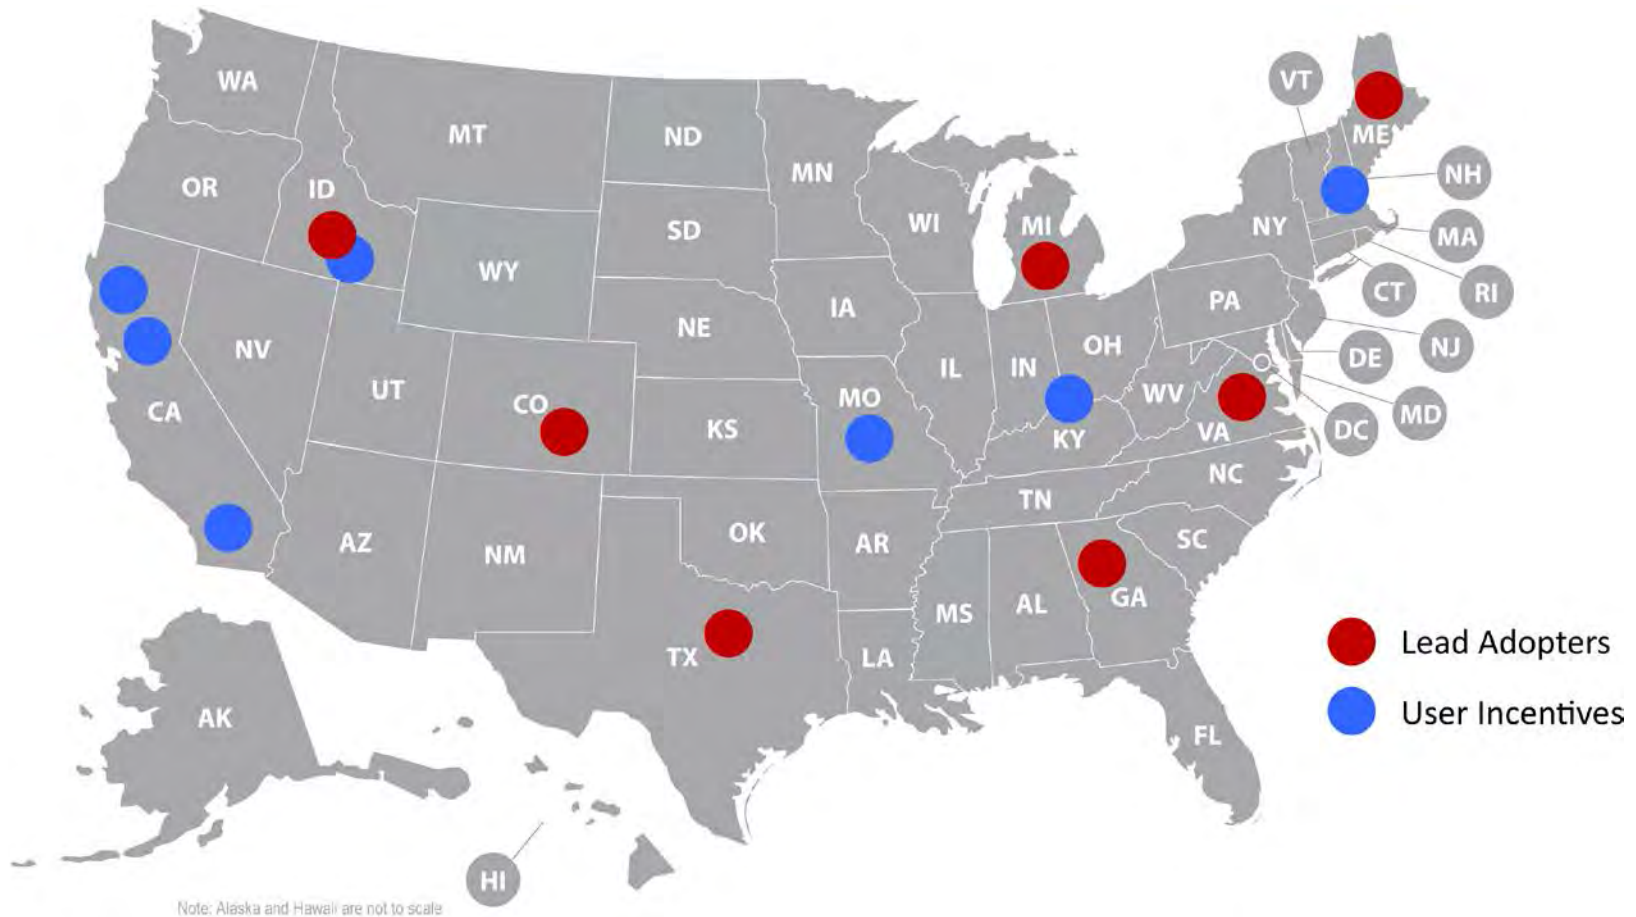 WA
VT
MT
ND
ME
MN
OR
ID
NH
WI
MI
SD
NY
MA
WY
CT
RI
PA
IA
NE
NV
OH
NJ
DE
IL
IN
UT
WV
CO
MO
CA
MD
KS
VA
DC
KY
NC
TN
OK
AZ
NM
AR
SC
MS
AL
GA
TX
LA
Lead Adopters
AK
User Incentives
FL
HI
Note: Alaska and Hawaii are not to scale